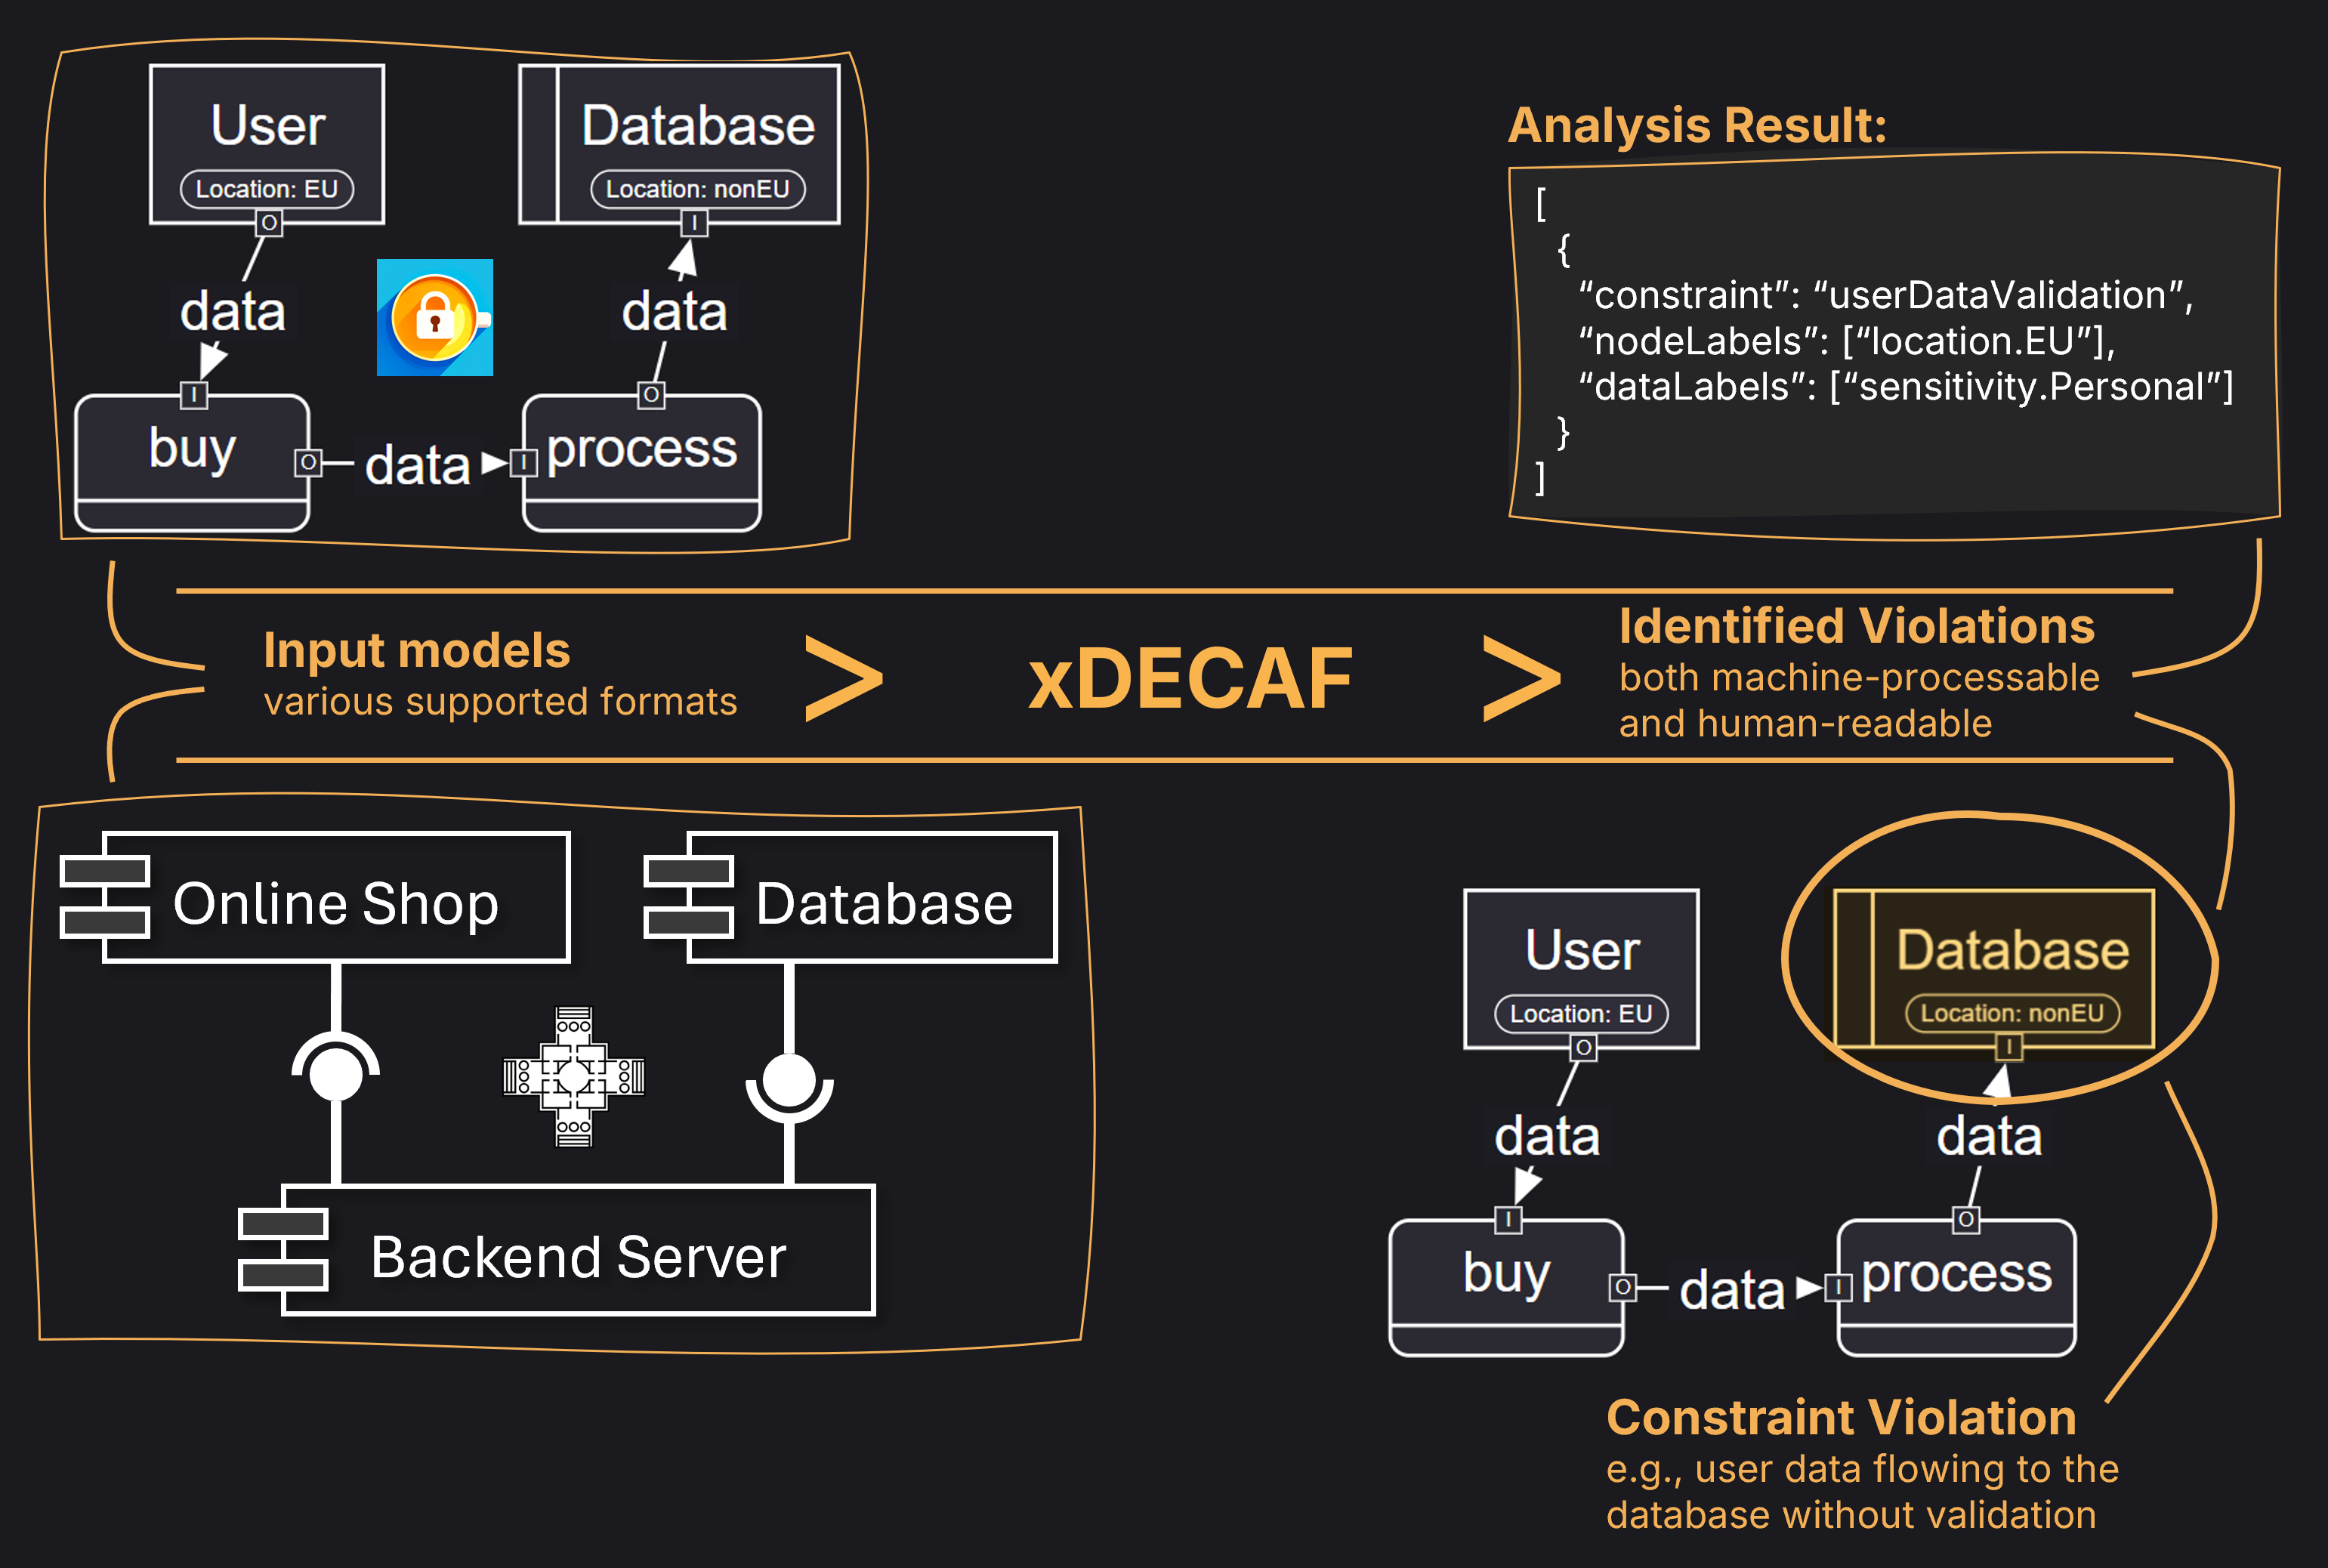 User
Location: EU
O
Database
Location: nonEU
I
data
data
I
buy
O
data
I
O
process
Analysis Result:
[
{
“constraint”: “userDataValidation”,
“nodeLabels”: [“location.EU”],
“dataLabels”: [“sensitivity.Personal”]
}
]
Input models
various supported formats
>
xDECAF
>
Identified Violations
both machine-processable
and human-readable
Online Shop
Database
Backend Server
User
Location: EU
O
Database
Location: nonEU
I
data
data
I
buy
O
data
I
O
process
Constraint Violation
e.g., user data flowing to the
database without validation